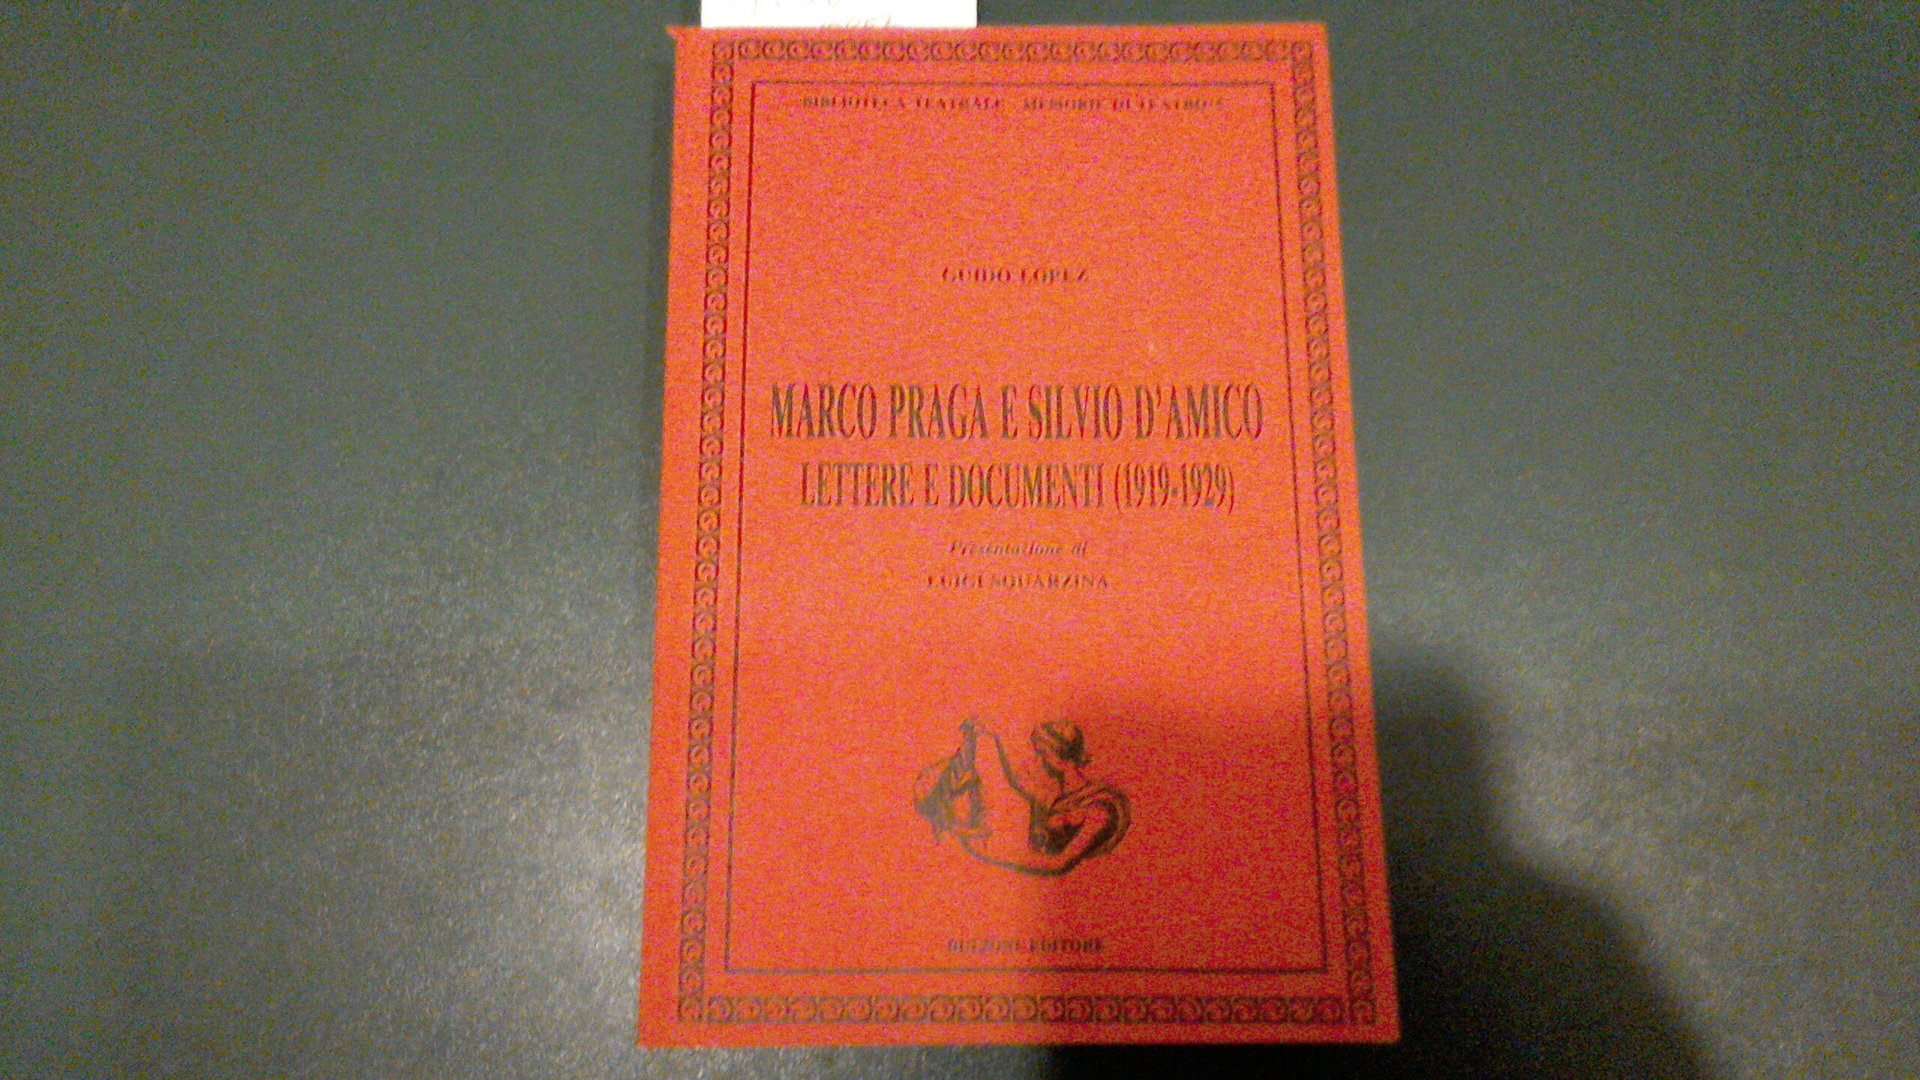 BIBLIOTECA TEATRALE - MEMORIE DI TEATRO
GUIDO LOPEZ
MARCO PRAGA E SILVIO D'AMICO
LETTERE E DOCUMENTI (1919-1929)
Presentazione di
LUIGI SQUARZINA
BULZONI EDITORE